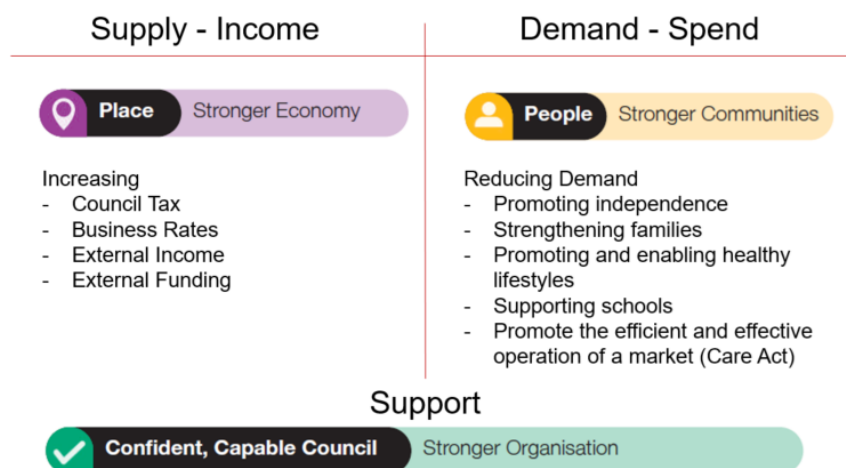 Supply - Income
Demand - Spend
Place Stronger Economy
Increasing
- Council Tax
- Business Rates
- External Income
- External Funding
People Stronger Communities
Reducing Demand
- Promoting independence
- Strengthening families
- Promoting and enabling healthy
lifestyles
- Supporting schools
- Promote the efficient and effective
operation of a market (Care Act)
Support
Confident, Capable Council Stronger Organisation